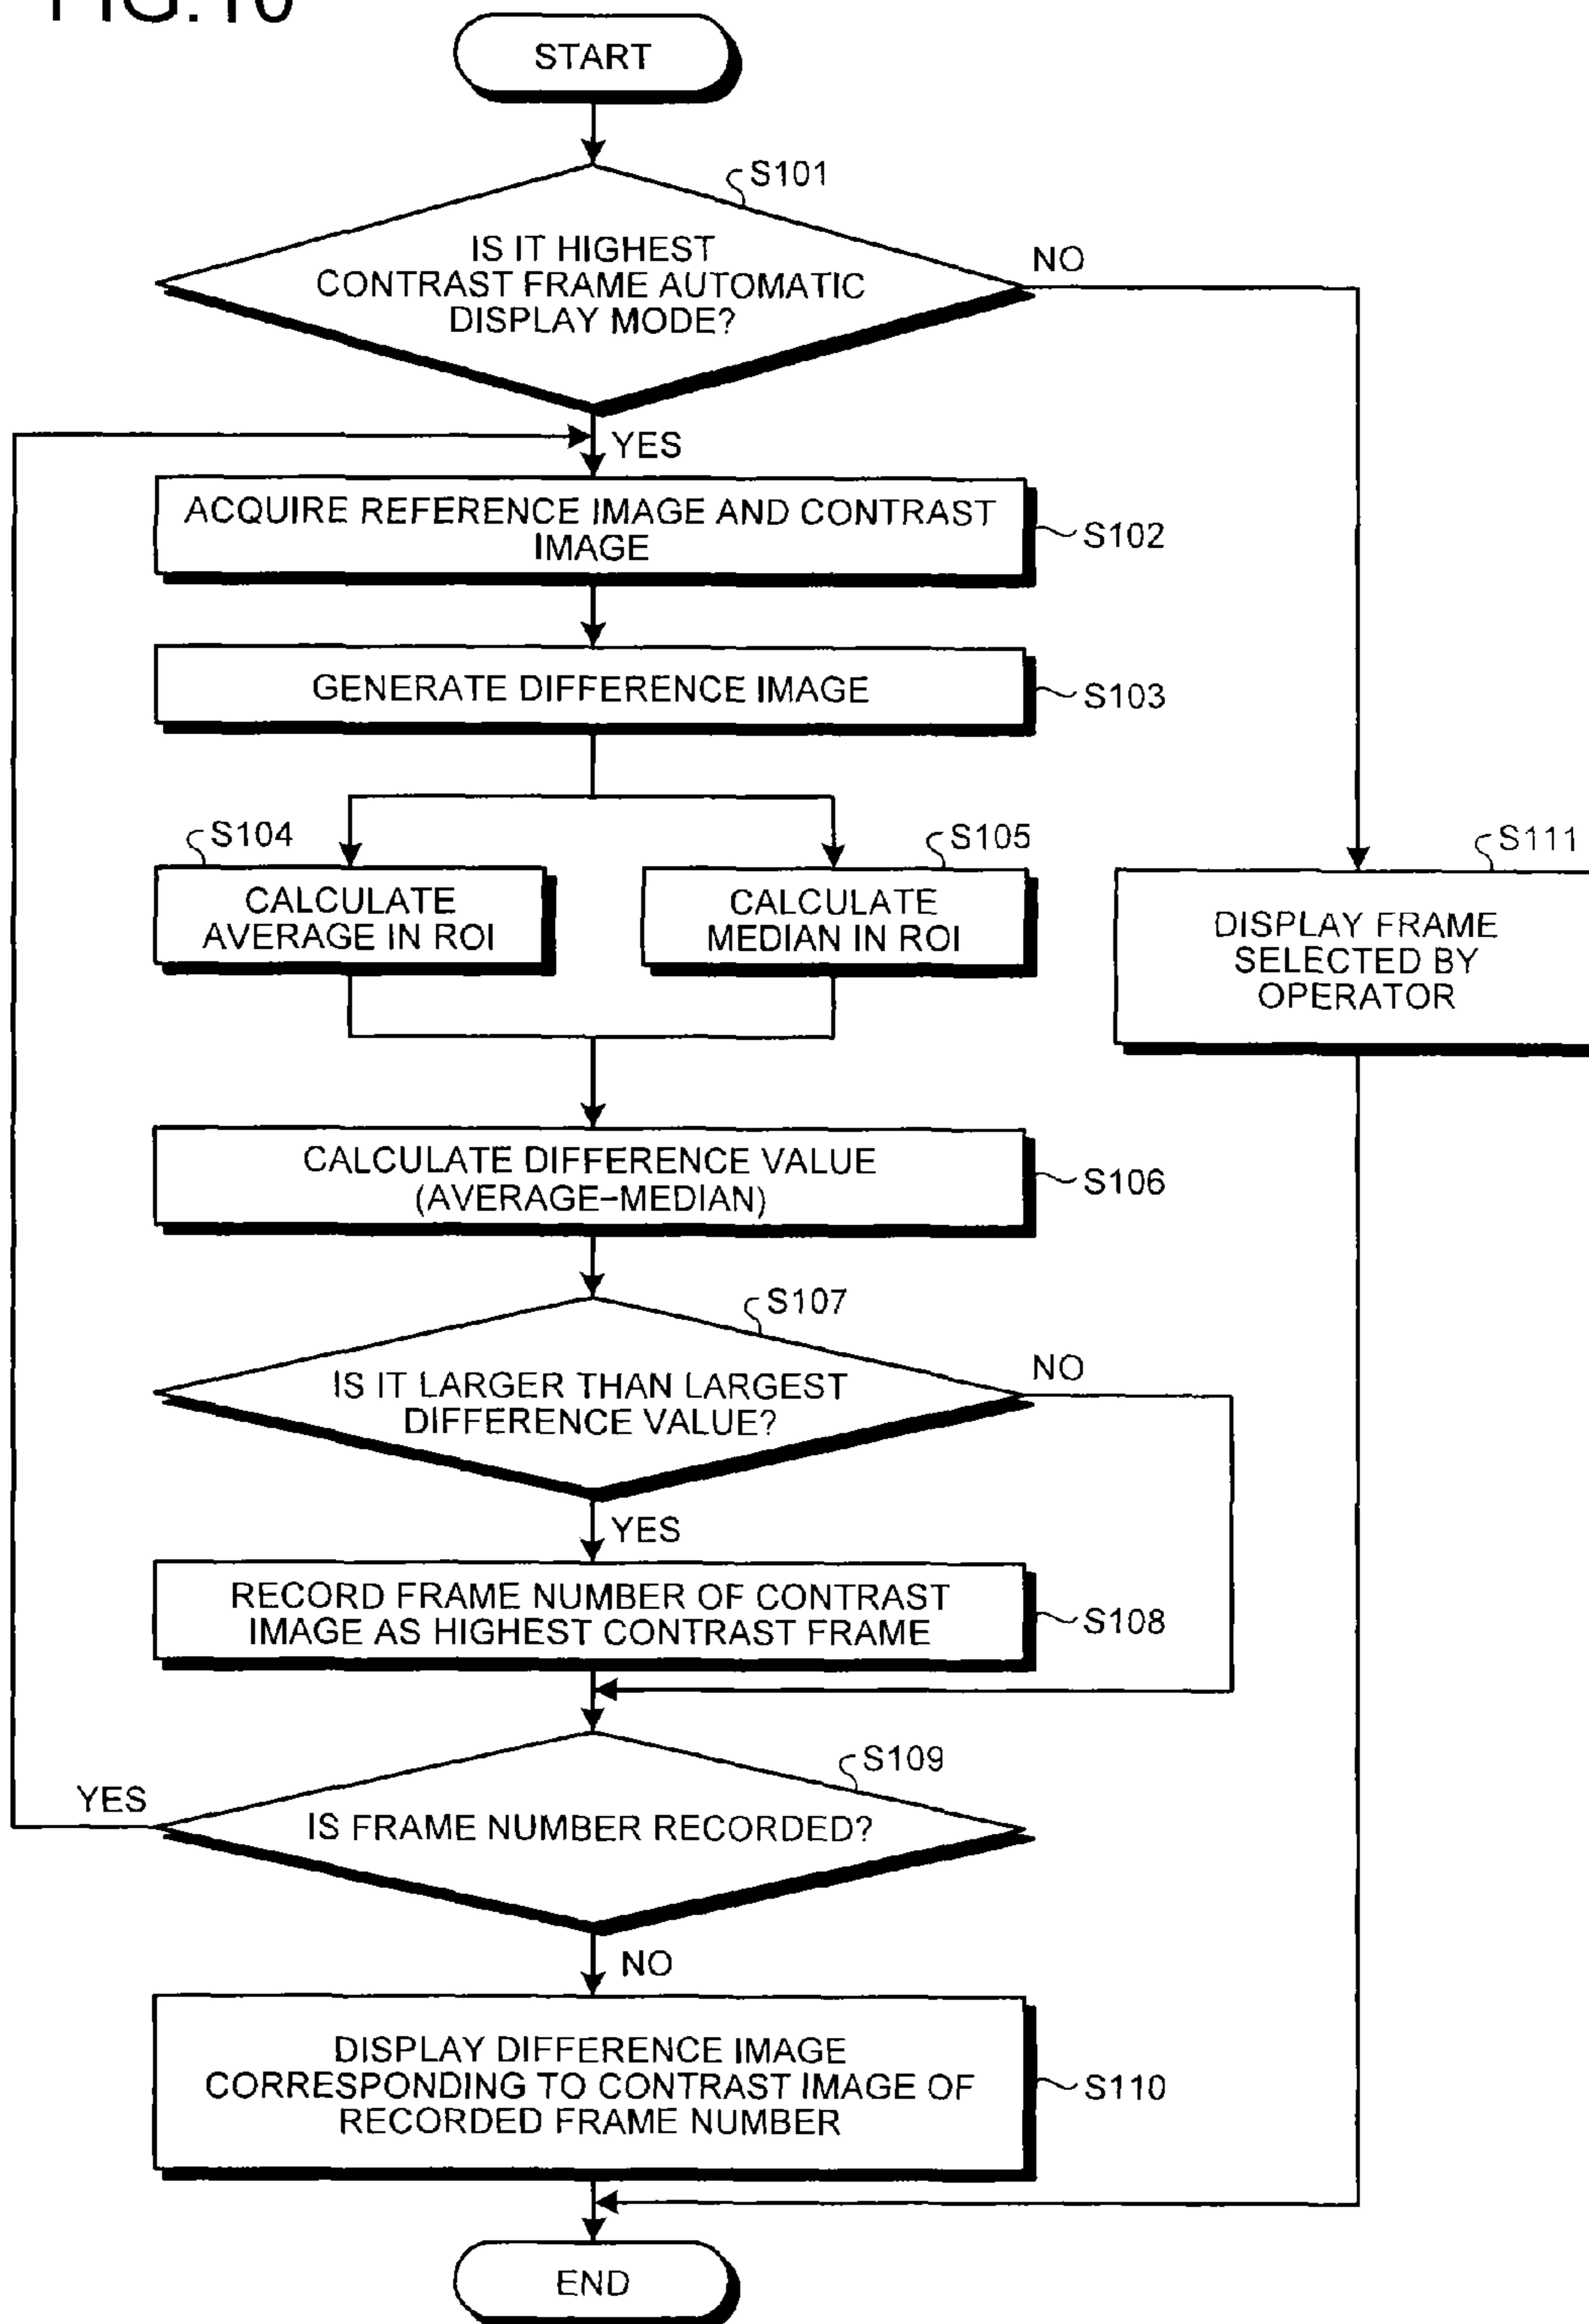 FIG.10
START
S101
IS IT HIGHEST
CONTRAST FRAME AUTOMATIC
DISPLAY MODE?
NO
YES
ACQUIRE REFERENCE IMAGE AND CONTRAST
IMAGE
S102
GENERATE DIFFERENCE IMAGE
S103
S104
CALCULATE
AVERAGE IN ROI
S105
CALCULATE
MEDIAN IN ROI
S111
DISPLAY FRAME
SELECTED BY
OPERATOR
CALCULATE DIFFERENCE VALUE
(AVERAGE−MEDIAN)
S106
S107
IS IT LARGER THAN LARGEST
DIFFERENCE VALUE?
NO
YES
RECORD FRAME NUMBER OF CONTRAST
IMAGE AS HIGHEST CONTRAST FRAME
S108
S109
YES
IS FRAME NUMBER RECORDED?
NO
DISPLAY DIFFERENCE IMAGE
CORRESPONDING TO CONTRAST IMAGE OF
RECORDED FRAME NUMBER
S110
END